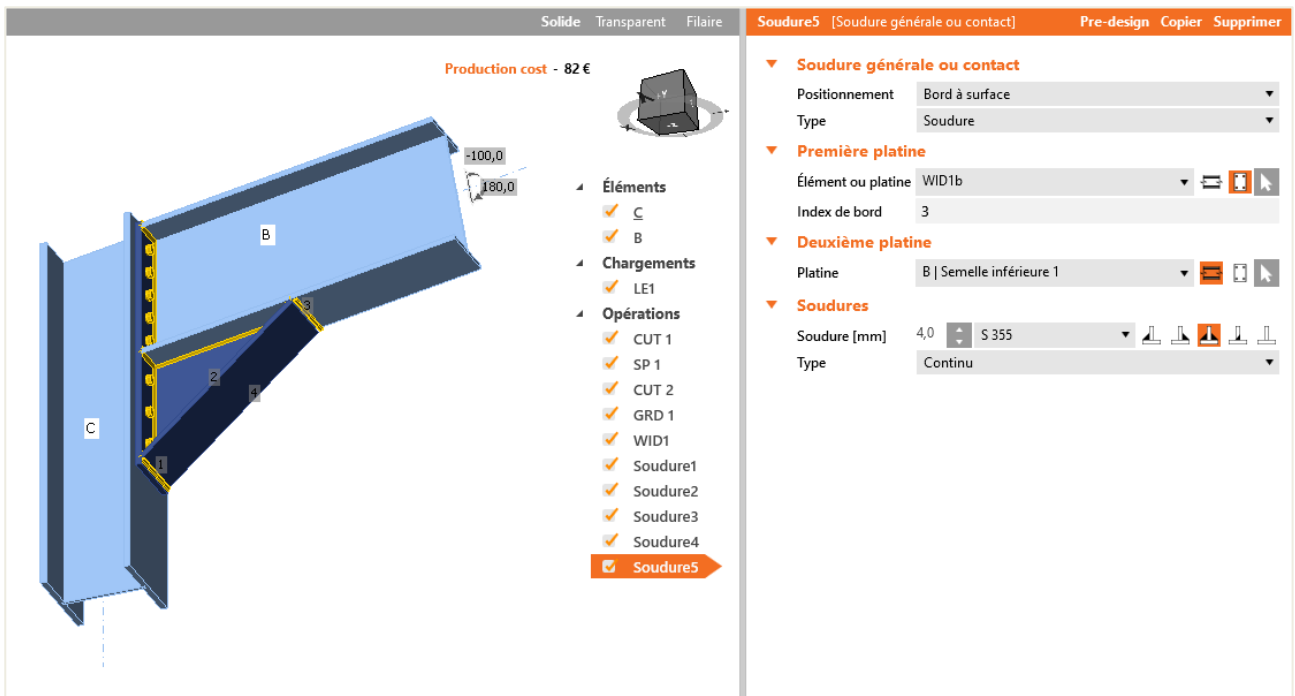 Solide Transparent Filaire
Production cost - 82 €
-100,0
180,0
B
3
2
4
C
1
Éléments
C
B
Chargements
LE1
Opérations
CUT 1
SP 1
CUT 2
GRD 1
WID1
Soudure1
Soudure2
Soudure3
Soudure4
Soudure5
Soudure5 [Soudure générale ou contact] Pre-design Copier Supprimer
Soudure générale ou contact
Positionnement Bord à surface
Type Soudure
Première platine
Élément ou platine WID1b
Index de bord 3
Deuxième platine
Platine B | Semelle inférieure 1
Soudures
Soudure [mm] 4,0 S 355
Type Continu